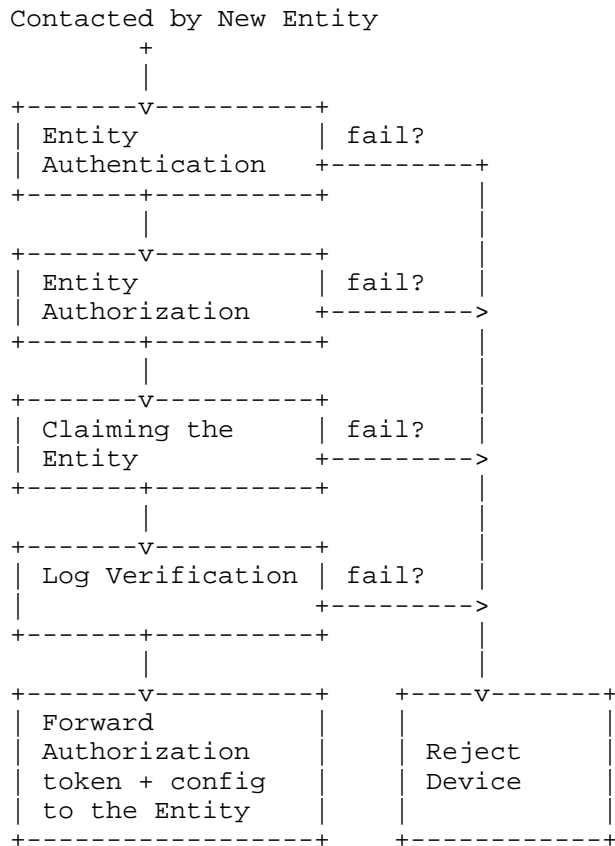 Contacted by New Entity
Entity fail?
Authentication
Entity fail?
Authorization
Claiming the fail?
Entity
Log Verification fail?
Forward
Authorization Reject
token + config Device
to the Entity